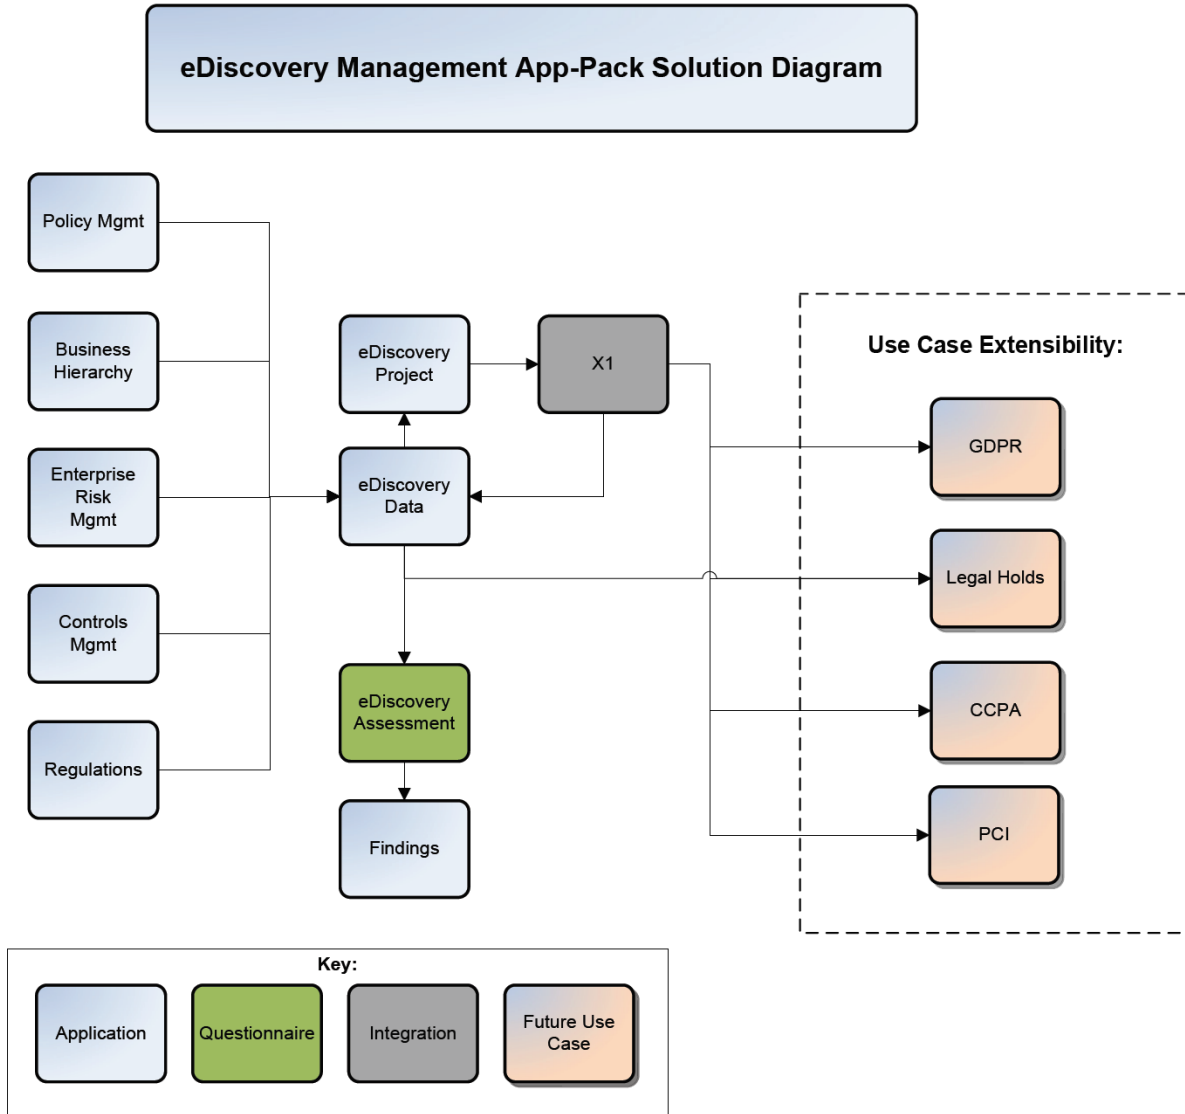 eDiscovery Management App-Pack Solution Diagram
Policy Mgmt
Business
Hierarchy
Enterprise
Risk
Mgmt
Controls
Mgmt
Regulations
eDiscovery
Project
X1
eDiscovery
Data
eDiscovery
Assessment
Findings
Use Case Extensibility:
GDPR
Legal Holds
CCPA
PCI
Key:
Application
Questionnaire
Integration
Future Use
Case